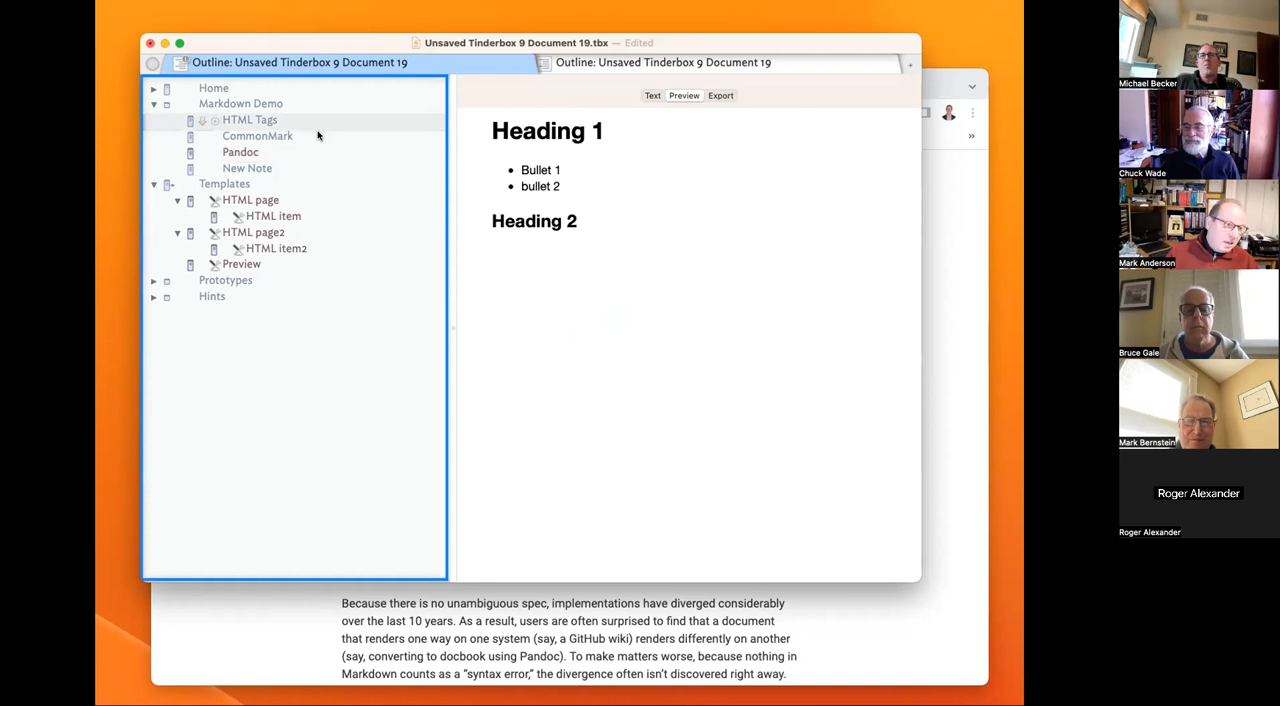 Unsaved Tinderbox 9 Document 19.tbx — Edited
Outline: Unsaved Tinderbox 9 Document 19
Outline: Unsaved Tinderbox 9 Document 19
+
Home
Markdown Demo
HTML Tags
CommonMark
Pandoc
New Note
Templates
HTML page
HTML item
HTML page2
HTML item2
Preview
Prototypes
Hints
Text Preview Export
Heading 1
• Bullet 1
• bullet 2
Heading 2
»
Because there is no unambiguous spec, implementations have diverged considerably
over the last 10 years. As a result, users are often surprised to find that a document
that renders one way on one system (say, a GitHub wiki) renders differently on another
(say, converting to docbook using Pandoc). To make matters worse, because nothing in
Markdown counts as a “syntax error,” the divergence often isn’t discovered right away.
Michael Becker
Chuck Wade
Mark Anderson
Bruce Gale
Mark Bernstein
Roger Alexander
Roger Alexander